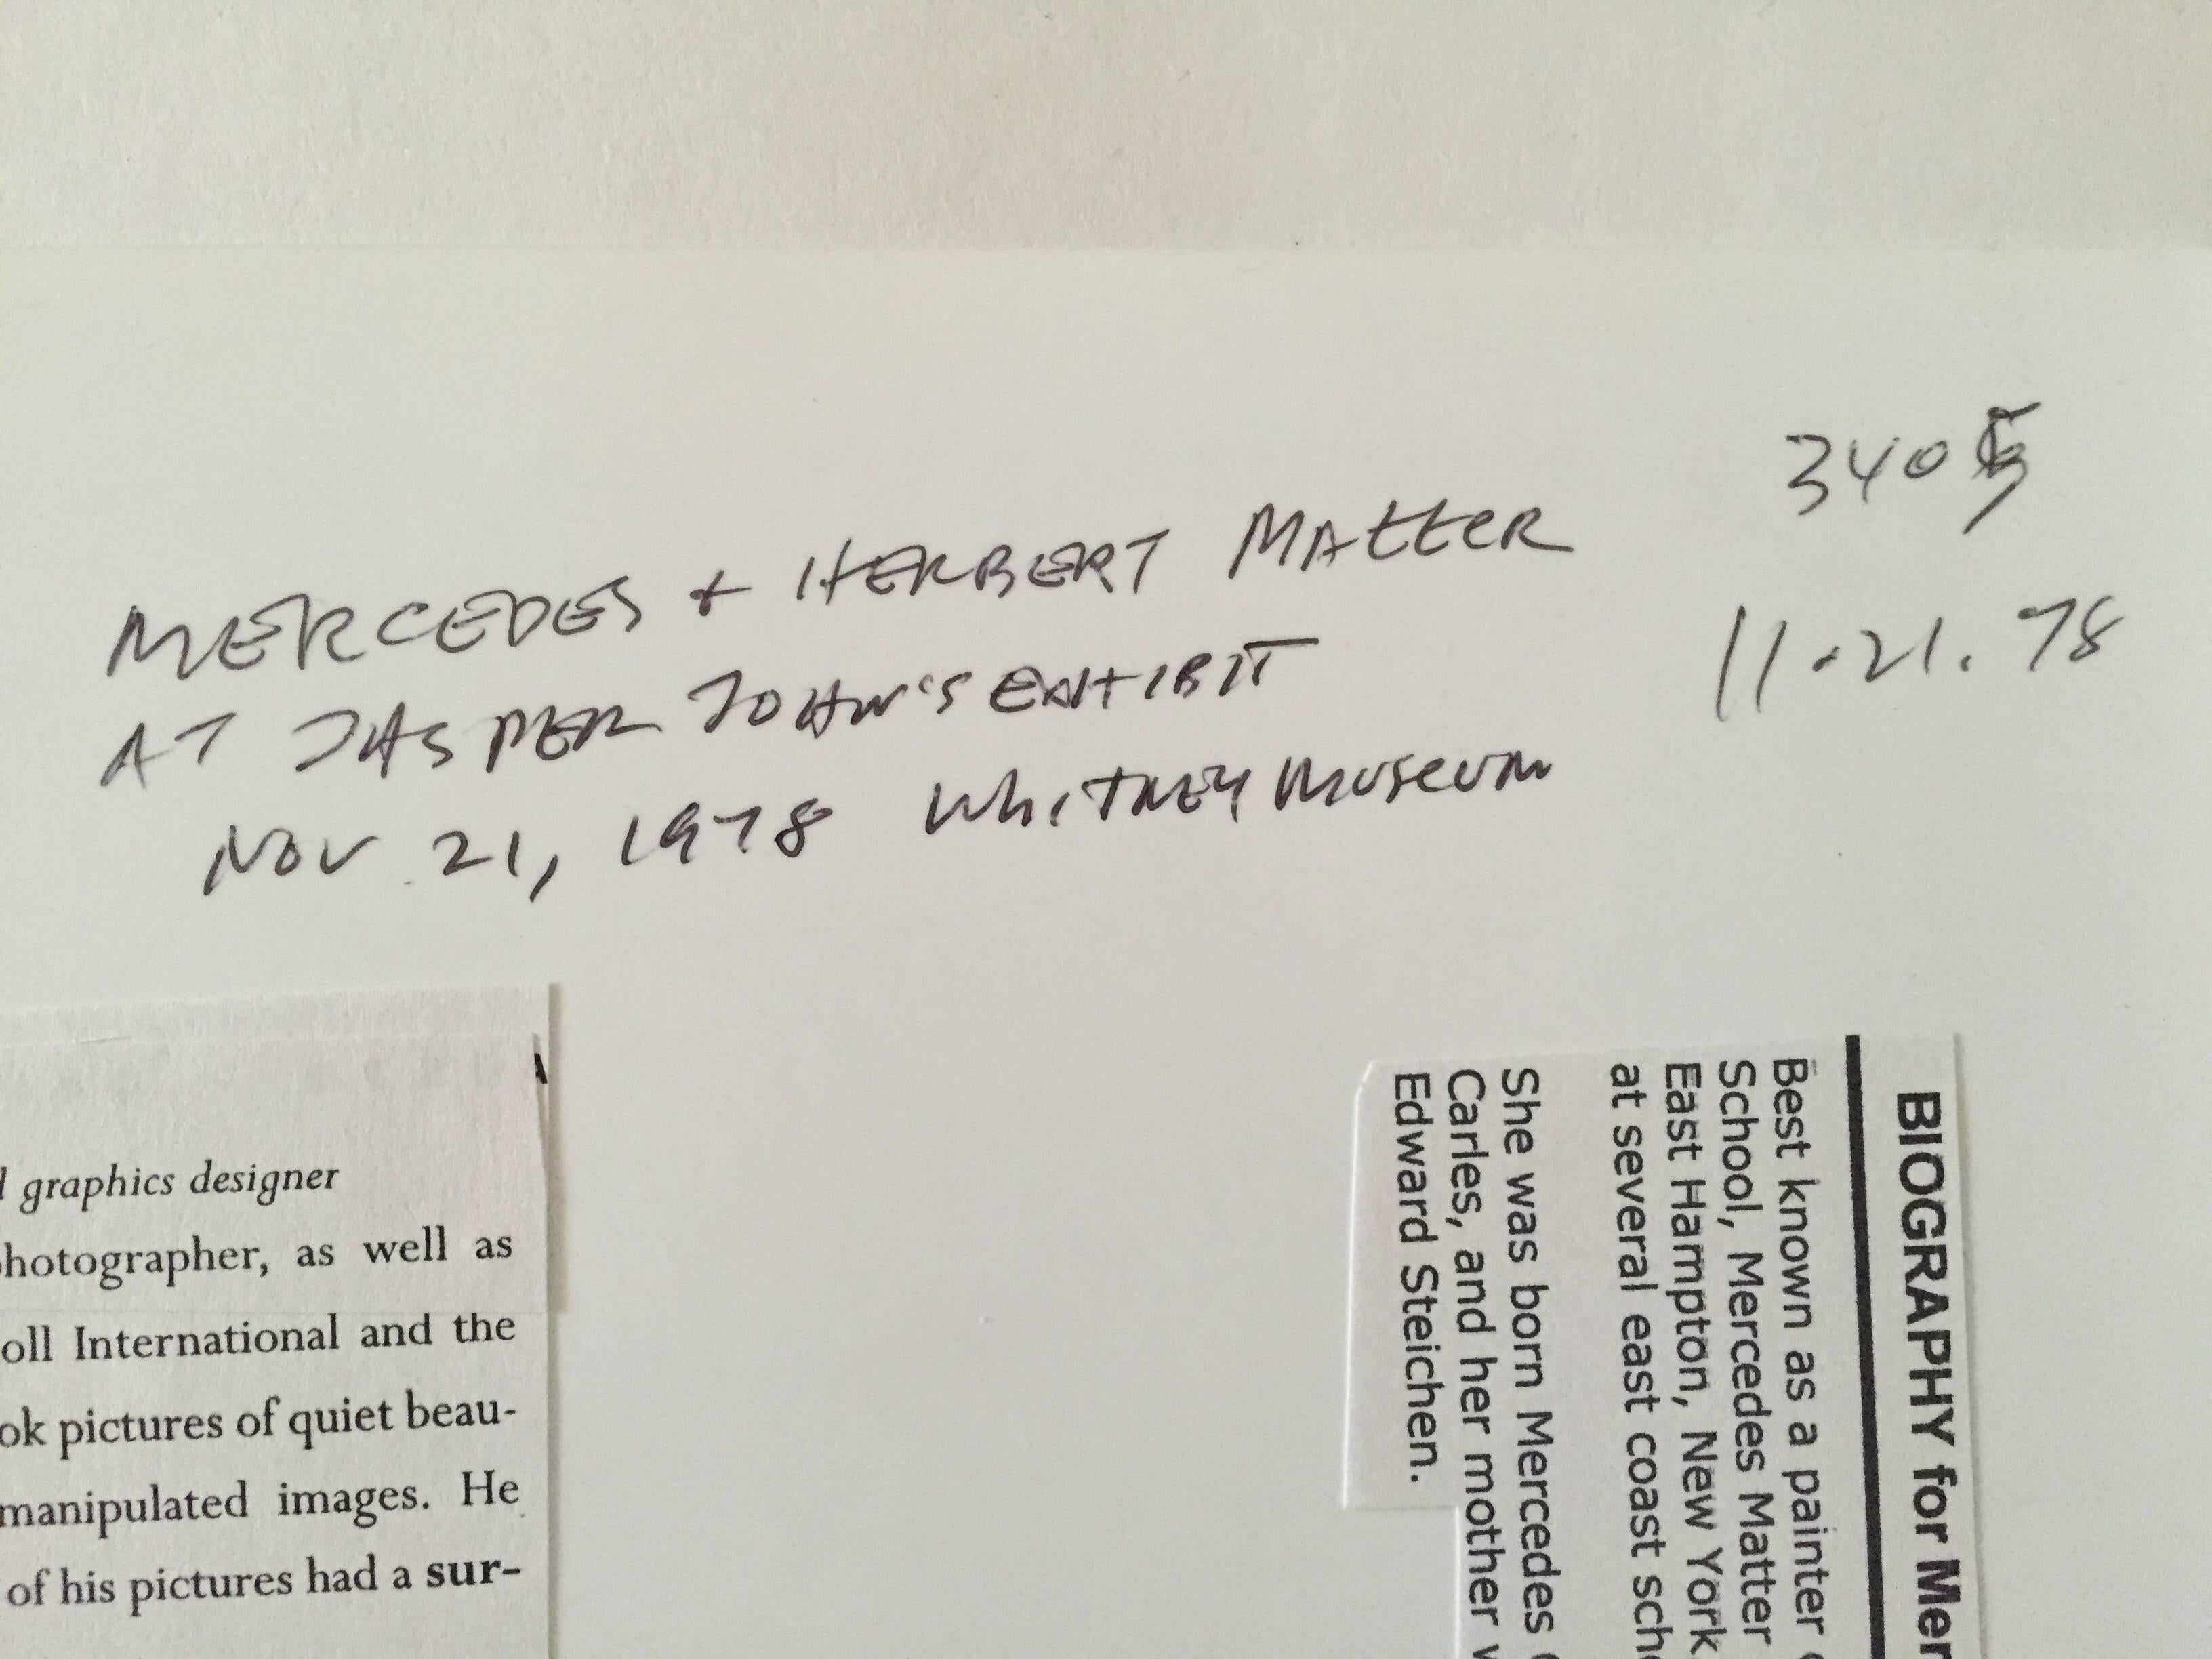 MERCEDES + HERBERT MAttER
AT JASPER JOHN'S EXHIBIT
NOV 21, 1978 WHITNEY MUSEUM
340
11.21.78
graphics designer
hotographer, as well as
oll International and the
ok pictures of quiet beau-
manipulated images. He
of his pictures had a sur-
BIOGRAPHY for Mer
Best known as a painter
School, Mercedes Matter
East Hampton, New York
at several east coast scho
She was born Mercedes
Carles, and her mother w
Edward Steichen.